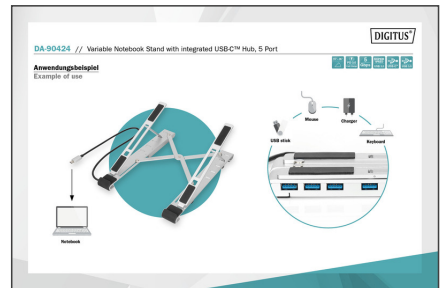 DIGITUS®
DA-90424 // Variable Notebook Stand with integrated USB-C™ Hub, 5 Port
Anwendungsbeispiel
Example of use
Mouse
Charger
USB stick
Keyboard
Notebook